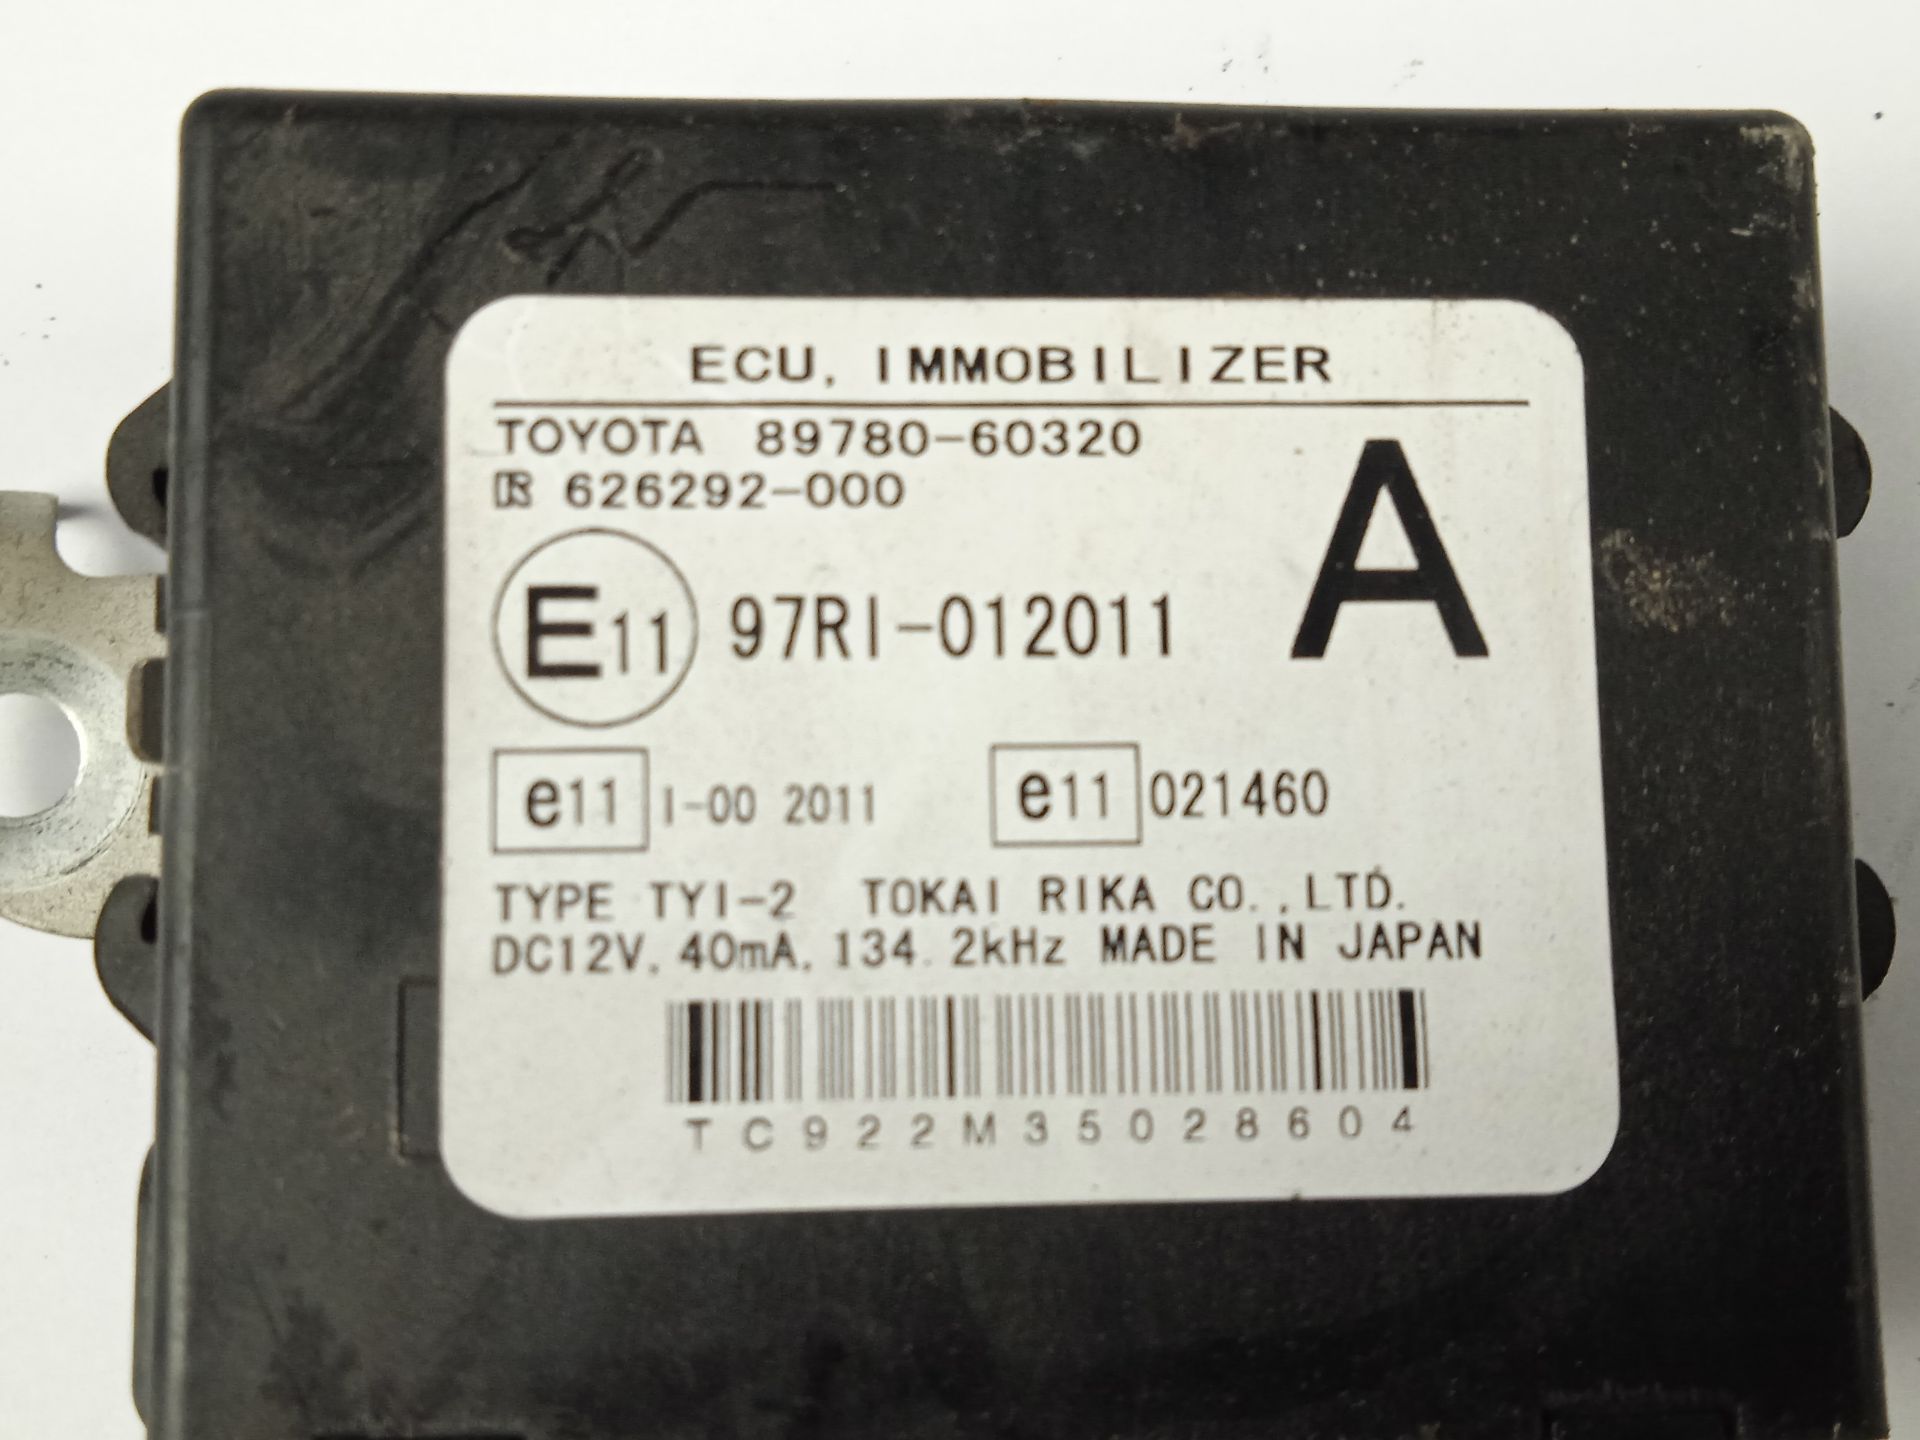 ECU, IMMOBILIZER
TOYOTA 89780-60320
626292-000
A
E11 97RI-012011
e11 I-00 2011 e11 021460
TYPE TYI-2 TOKAI RIKA CO.,LTD.
DC12V, 40mA, 134.2kHz MADE IN JAPAN
TC922M35028604